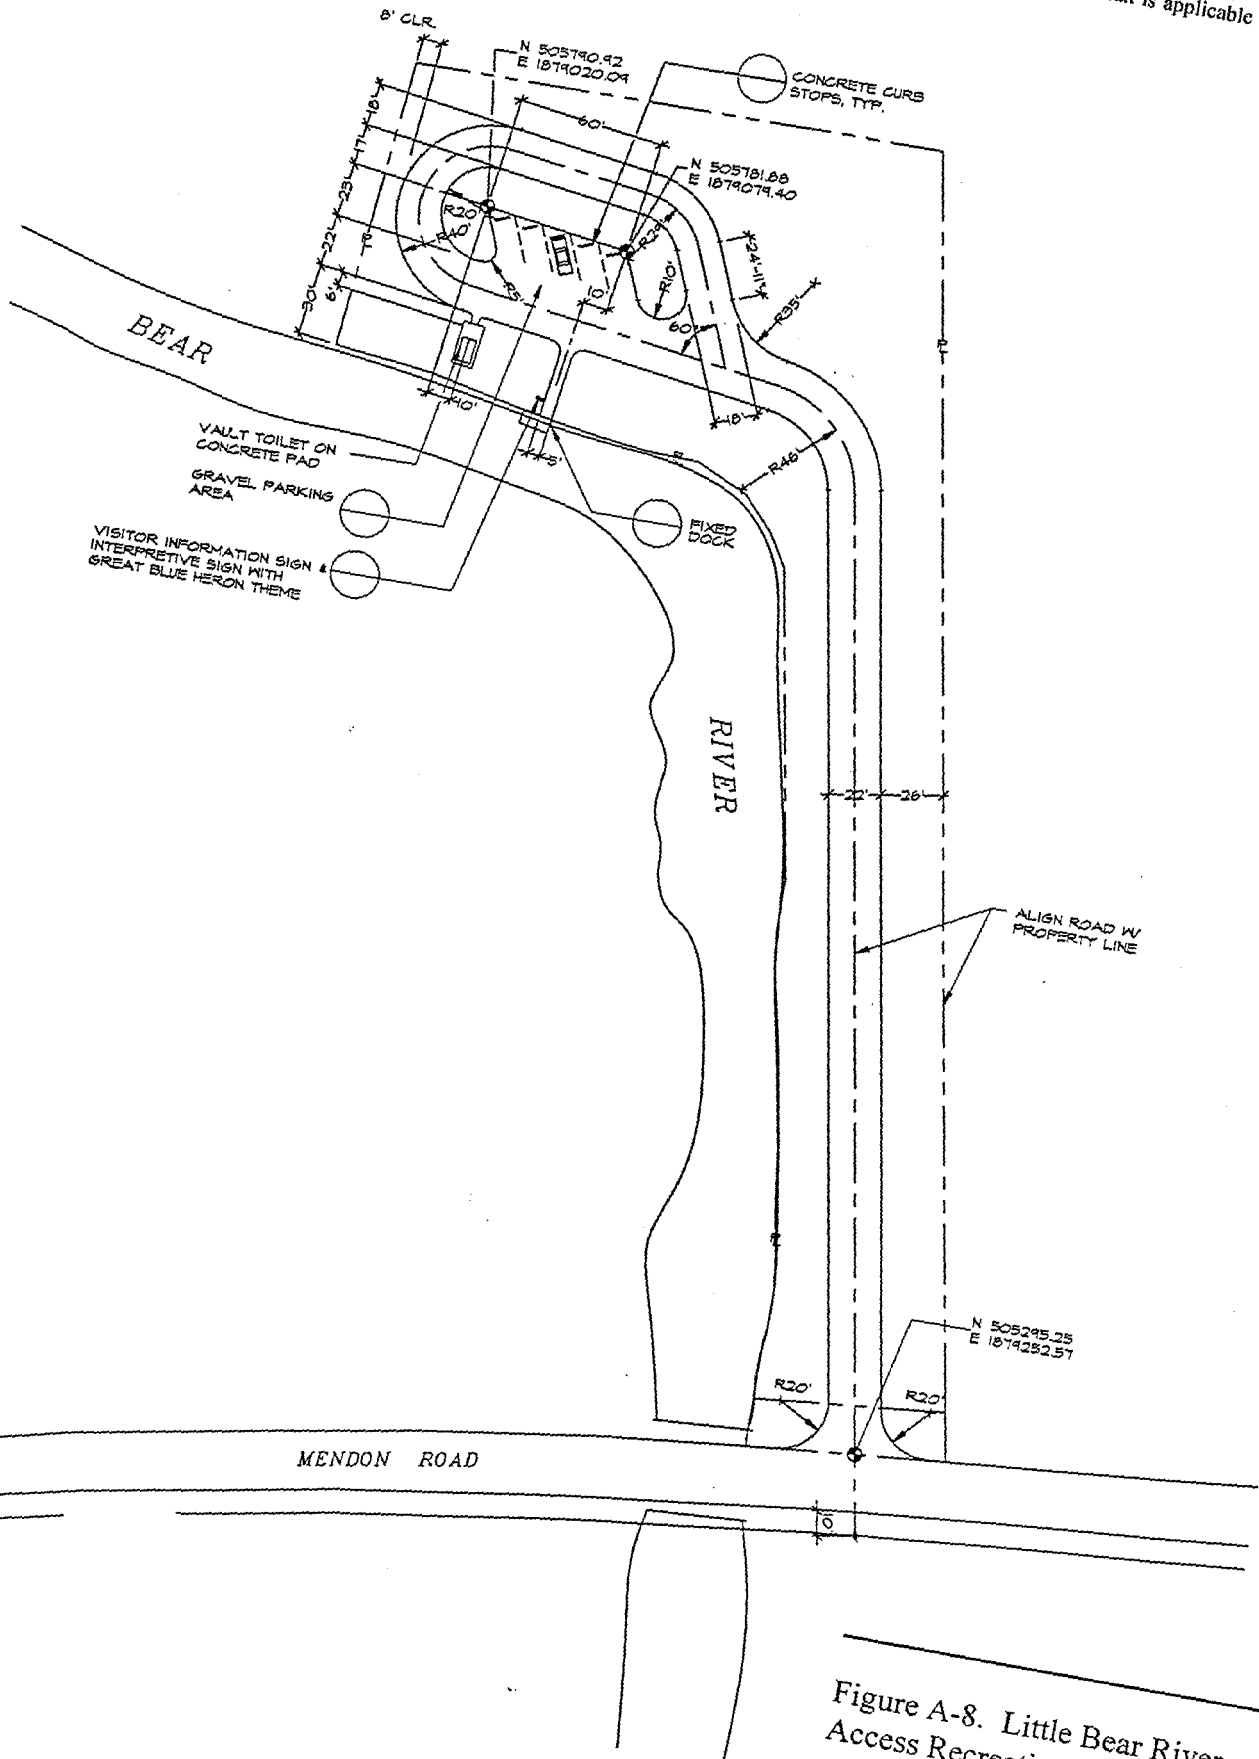 is applicable
8' CLR.
N 505790.92
E 1879020.09
CONCRETE CURB
STOPS, TYP.
60'
18'
17'
23'
22'
30'
6'
N 505781.88
E 1879079.40
R20'
R40'
R5'
R29'
R10'
10'
24'-11"
R35'
60
BEAR
40'
18'
R46'
5'
VAULT TOILET ON
CONCRETE PAD
GRAVEL PARKING
AREA
FIXED
DOCK
VISITOR INFORMATION SIGN &
INTERPRETIVE SIGN WITH
GREAT BLUE HERON THEME
RIVER
22'
26'
ALIGN ROAD W/
PROPERTY LINE
N 505295.25
E 1879252.57
R20'
R20'
MENDON ROAD
10'
Figure A-8. Little Bear River
Access